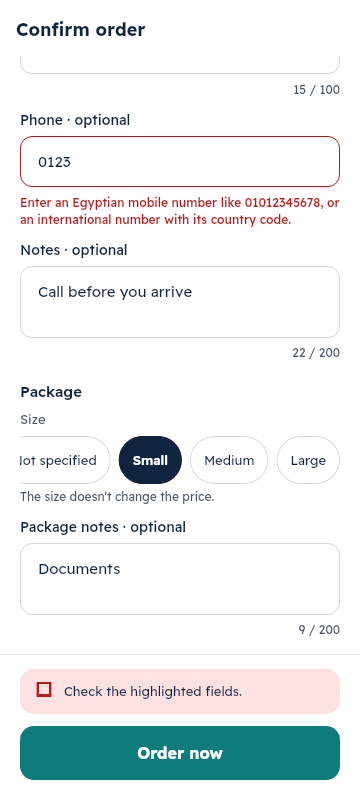 Confirm order
15 / 100
Phone · optional
0123
Enter an Egyptian mobile number like 01012345678, or
an international number with its country code.
Notes · optional
Call before you arrive
22 / 200
Package
Size
lot specified
Small
Medium
Large
The size doesn't change the price.
Package notes · optional
Documents
9 / 200
Check the highlighted fields.
Order now